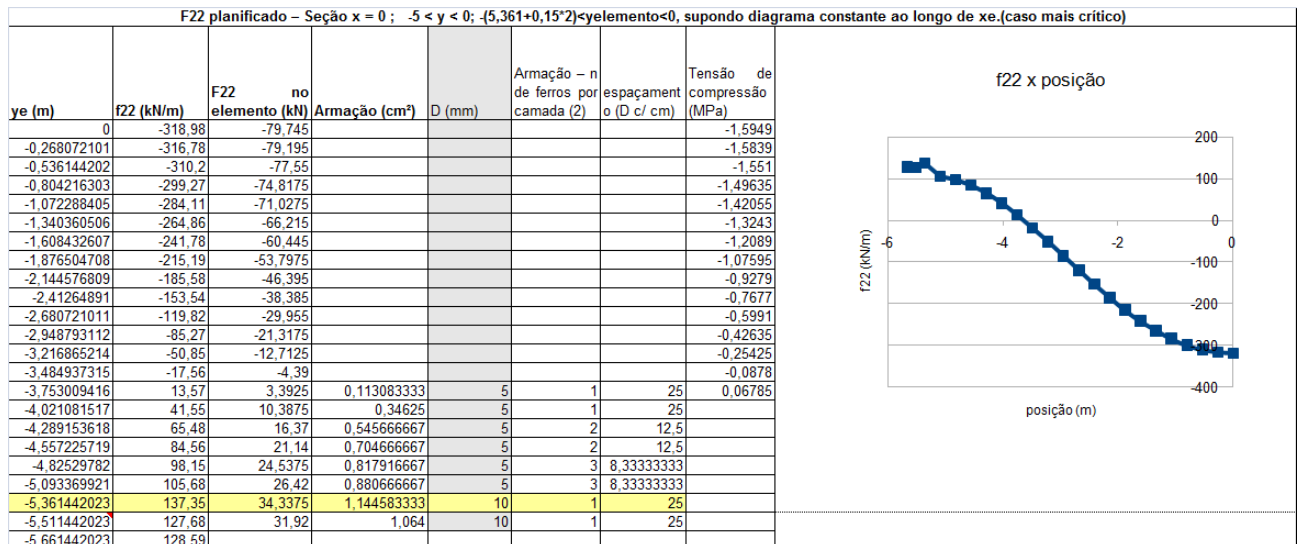 F22 planificado – Seção x = 0 ; -5 < y < 0; -(5,361+0,15*2)<yelemento<0, supondo diagrama constante ao longo de xe.(caso mais crítico)
ye (m) f22 (kN/m) F22 no elemento (kN) Armação (cm²) D (mm) Armação – n de ferros por camada (2) espaçament o (D c/ cm) Tensão de compressão (MPa)
0 -318,98 -79,745 -1,5949
-0,268072101 -316,78 -79,195 -1,5839
-0,536144202 -310,2 -77,55 -1,551
-0,804216303 -299,27 -74,8175 -1,49635
-1,072288405 -284,11 -71,0275 -1,42055
-1,340360506 -264,86 -66,215 -1,3243
-1,608432607 -241,78 -60,445 -1,2089
-1,876504708 -215,19 -53,7975 -1,07595
-2,144576809 -185,58 -46,395 -0,9279
-2,41264891 -153,54 -38,385 -0,7677
-2,680721011 -119,82 -29,955 -0,5991
-2,948793112 -85,27 -21,3175 -0,42635
-3,216865214 -50,85 -12,7125 -0,25425
-3,484937315 -17,56 -4,39 -0,0878
-3,753009416 13,57 3,3925 0,113083333 5 1 25 0,06785
-4,021081517 41,55 10,3875 0,34625 5 1 25
-4,289153618 65,48 16,37 0,545666667 5 2 12,5
-4,557225719 84,56 21,14 0,704666667 5 2 12,5
-4,82529782 98,15 24,5375 0,817916667 5 3 8,33333333
-5,093369921 105,68 26,42 0,880666667 5 3 8,33333333
-5,361442023 137,35 34,3375 1,144583333 10 1 25
-5,511442023 127,68 31,92 1,064 10 1 25
-5,661442023 128,59
f22 x posição
200
100
0
-6 -4 -2 0
-100
-200
-300
-400
f22 (kN/m)
posição (m)